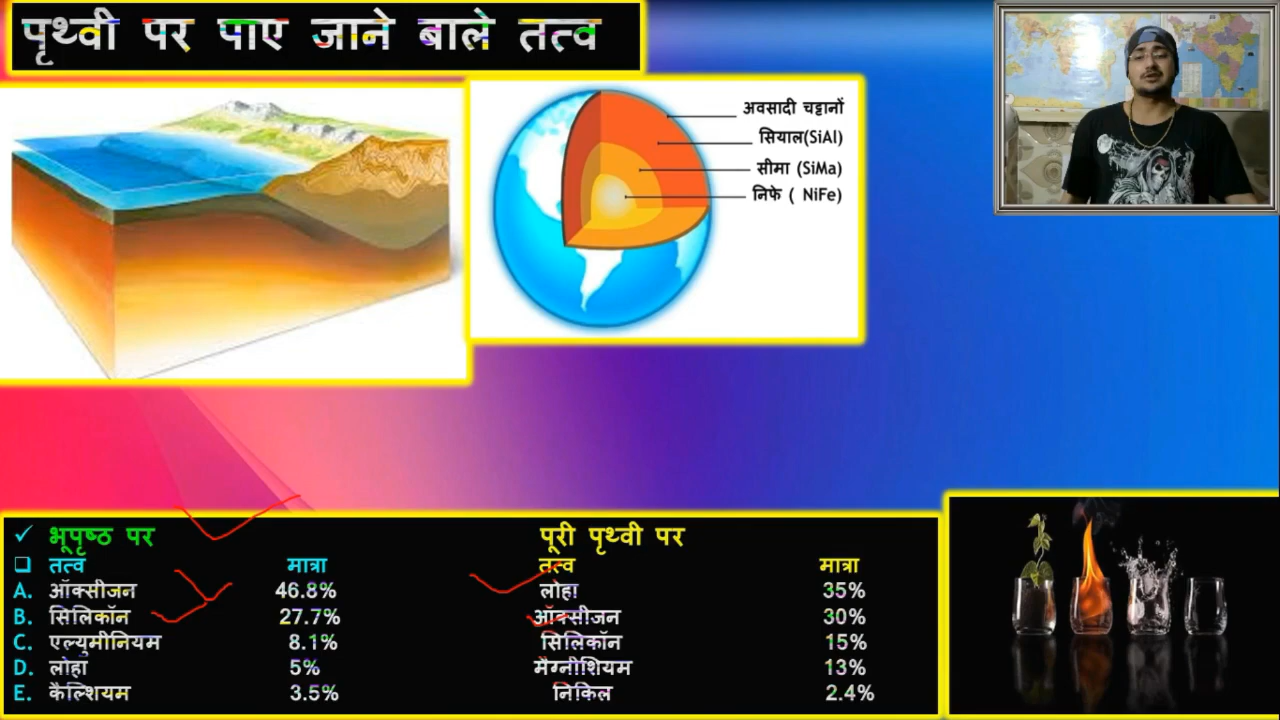 पृथ्वी पर पाए जाने बाले तत्व
अवसादी चट्टानों
सियाल(SiAl)
सीमा (SiMa)
निफे ( NiFe)
✓ भूपृष्ठ पर पूरी पृथ्वी पर
❑ तत्व मात्रा तत्व मात्रा
A. ऑक्सीजन 46.8% लोहा 35%
B. सिलिकॉन 27.7% ऑक्सीजन 30%
C. एल्युमीनियम 8.1% सिलिकॉन 15%
D. लोहा 5% मैग्नीशियम 13%
E. कैल्शियम 3.5% निकिल 2.4%